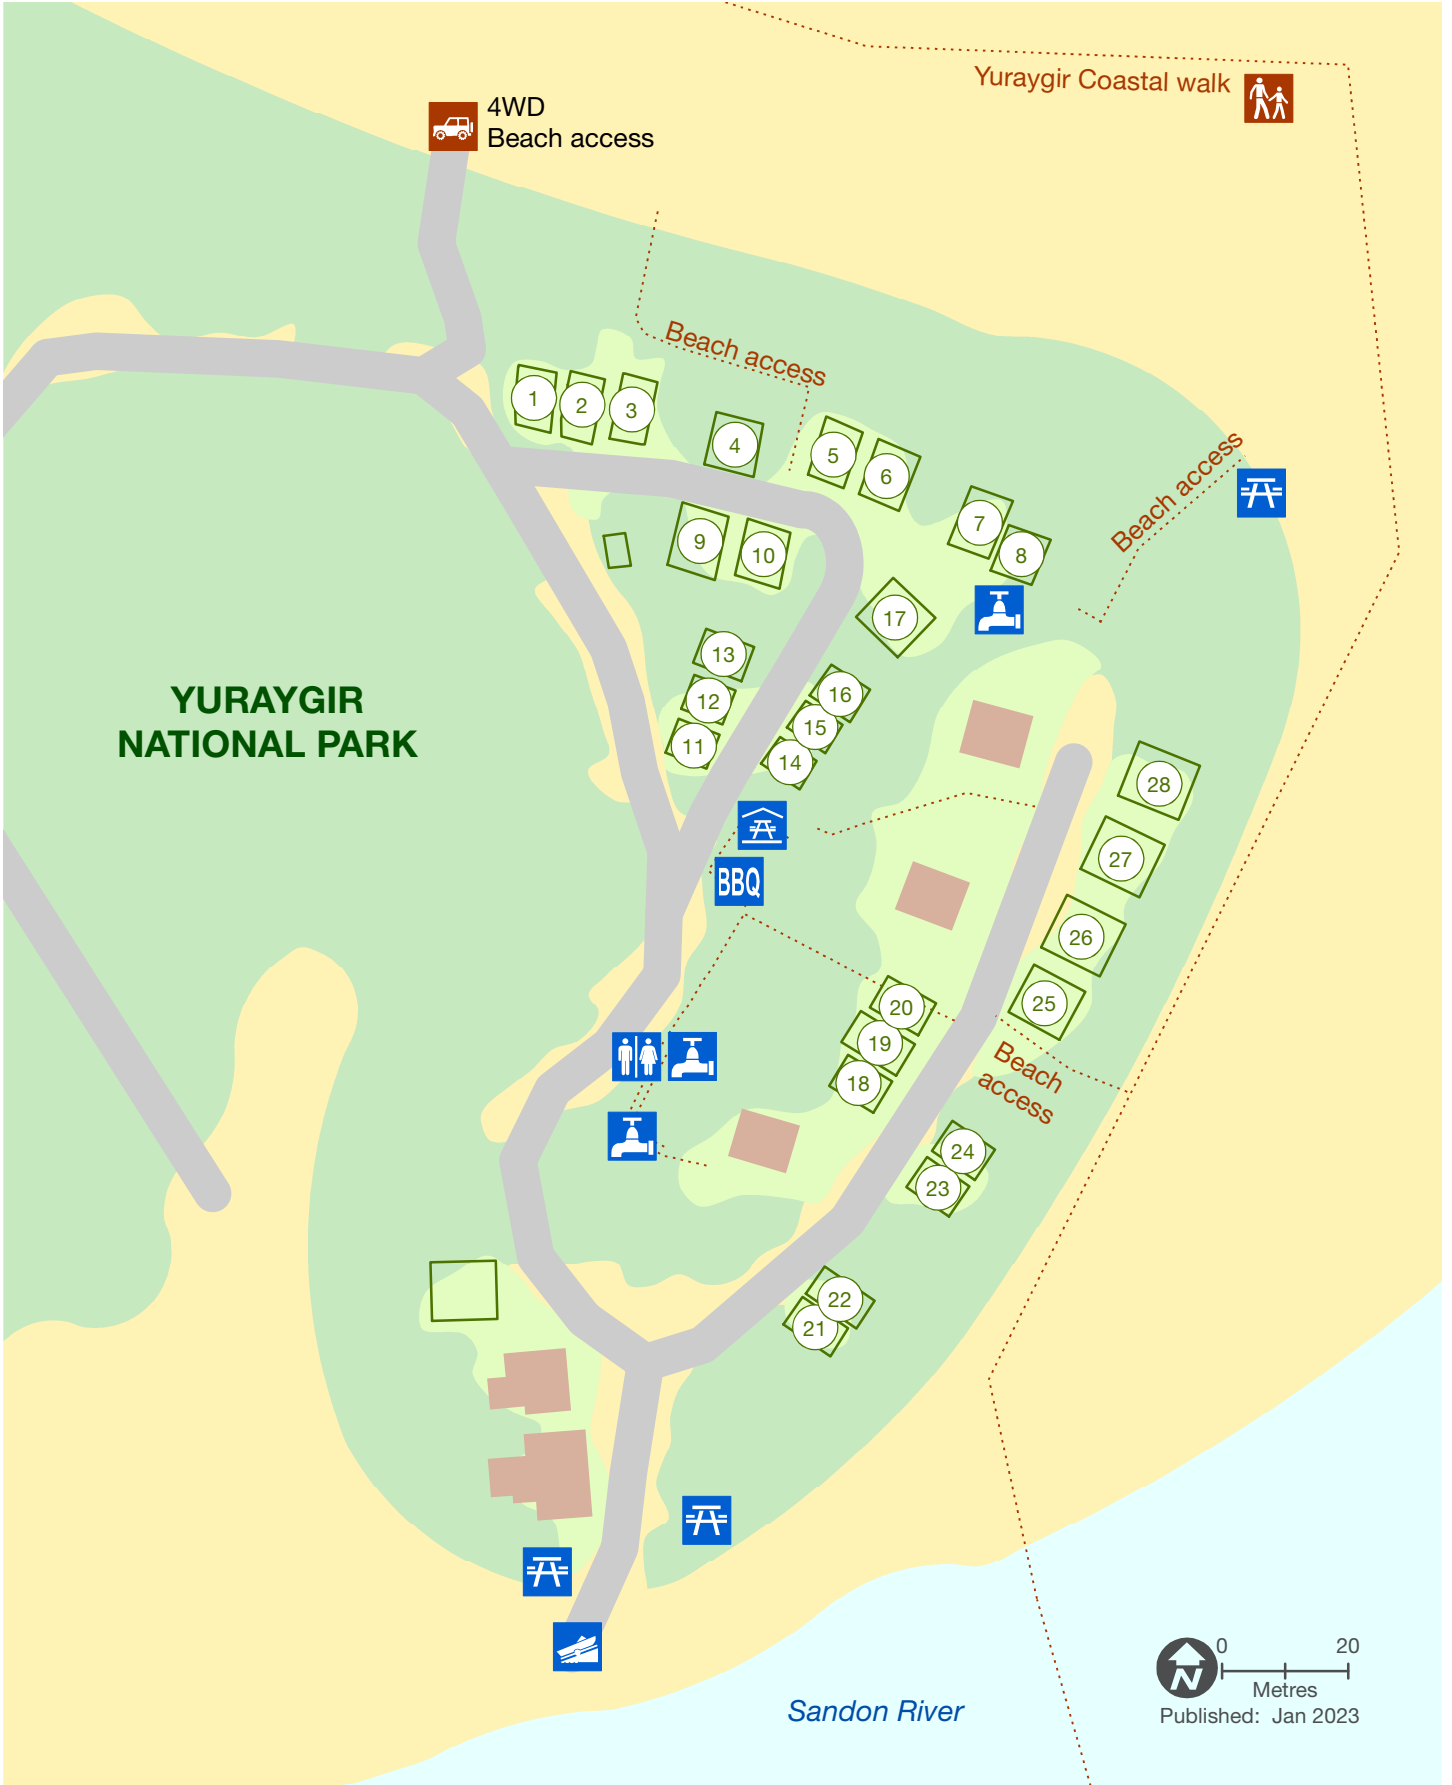 Yuraygir Coastal walk
4WD
Beach access
Beach access
Beach access
1
2
3
4
5
6
7
8
9
10
17
13
12
11
16
15
14
YURAYGIR
NATIONAL PARK
BBQ
28
27
26
25
20
19
18
Beach
access
24
23
22
21
Sandon River
N
0 20
Metres
Published: Jan 2023